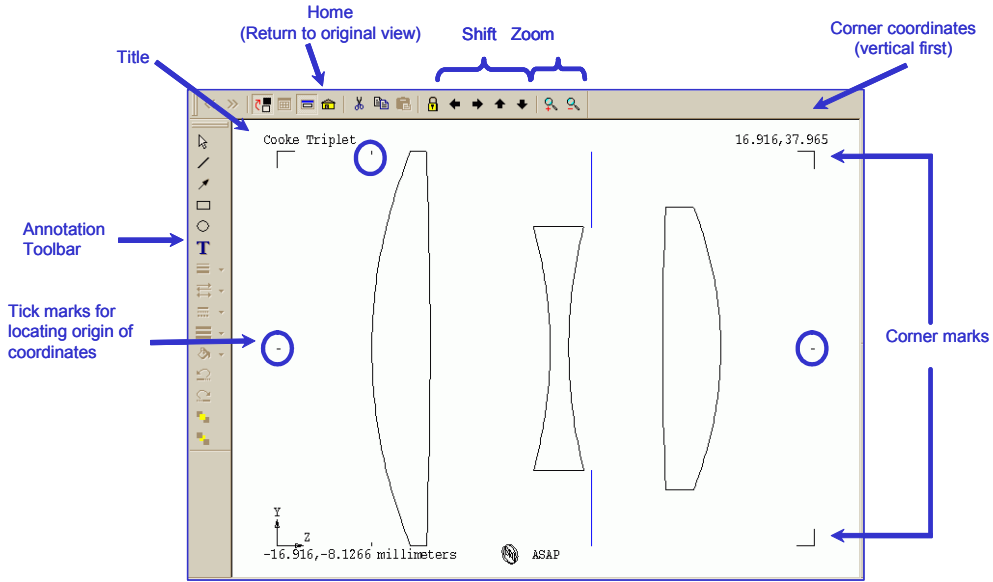 Home
(Return to original view)
Shift Zoom
Corner coordinates
(vertical first)
Title
Cooke Triplet
16.916,37.965
Annotation
Toolbar
T
Tick marks for
locating origin of
coordinates
Corner marks
Y
Z
-16.916,-8.1266 millimeters
ASAP